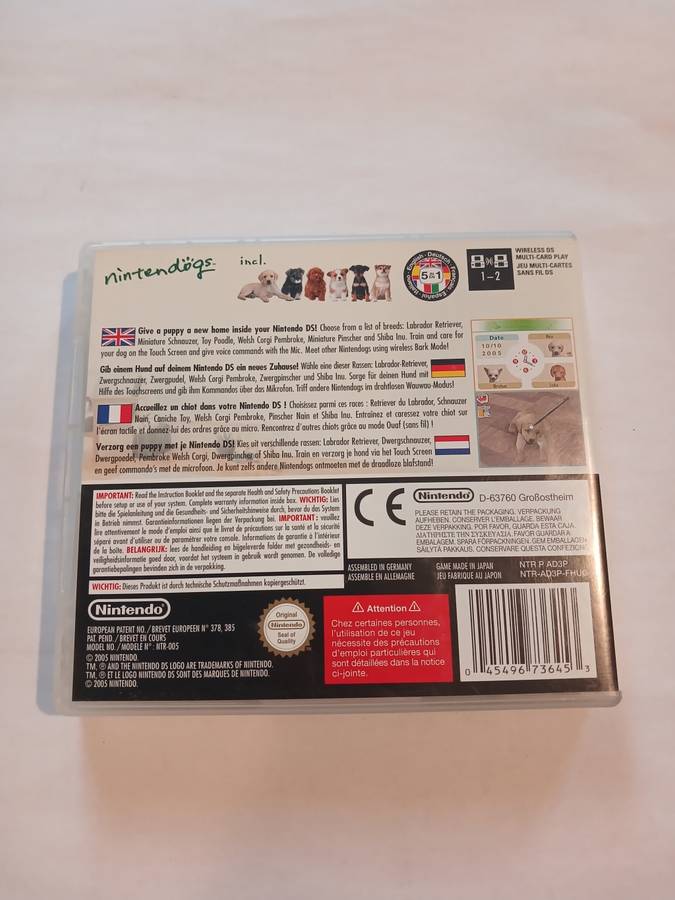 nintendögs incl.
English • Deutsch • Français • Español • Italiano
5 in 1
1-2
WIRELESS DS
MULTI-CARD PLAY
JEU MULTI-CARTES
SANS FIL DS
Give a puppy a new home inside your Nintendo DS! Choose from a list of breeds: Labrador Retriever,
Miniature Schnauzer, Toy Poodle, Welsh Corgi Pembroke, Miniature Pinscher and Shiba Inu. Train and care for
your dog on the Touch Screen and give voice commands with the Mic. Meet other Nintendogs using wireless Bark Mode!
Gib einem Hund auf deinem Nintendo DS ein neues Zuhause! Wähle eine dieser Rassen: Labrador-Retriever,
Zwergschnauzer, Zwergpudel, Welsh Corgi Pembroke, Zwergpinscher und Shiba Inu. Sorge für deinen Hund mit
Hilfe des Touchscreens und gib ihm Kommandos über das Mikrofon. Triff andere Nintendogs im drahtlosen Wauwau-Modus!
Accueillez un chiot dans votre Nintendo DS ! Choisissez parmi ces races : Retriever du Labrador, Schnauzer
Nain, Caniche Toy, Welsh Corgi Pembroke, Pinscher Nain et Shiba Inu. Entraînez et caressez votre chiot sur
l'écran tactile et donnez-lui des ordres grâce au micro. Rencontrez d'autres chiots grâce au mode Ouaf (sans fil) !
Verzorg een puppy met je Nintendo DS! Kies uit verschillende rassen: Labrador Retriever, Dwergschnauzer,
Dwergpoedel, Pembroke Welsh Corgi, Dwergpincher of Shiba Inu. Train en verzorg je hond via het Touch Screen
en geef commando's met de microfoon. Je kunt zelfs andere Nintendogs ontmoeten met de draadloze blafstand!
Date
10/10
2005
IMPORTANT: Read the Instruction Booklet and the separate Health and Safety Precautions Booklet
before setup or use of your system. Complete warranty information inside box. WICHTIG: Lies
bitte die Spielanleitung und die Gesundheits- und Sicherheitshinweise durch, bevor du das System
in Betrieb nimmst. Garantieinformationen liegen der Verpackung bei. IMPORTANT : veuillez
lire attentivement le mode d'emploi ainsi que le livret de précautions sur la santé et la sécurité
séparé avant d'utiliser ou de paramétrer votre console. Informations de garantie à l'intérieur
de la boîte. BELANGRIJK: lees de handleiding en bijgeleverde folder met gezondheids- en
veiligheidsinformatie goed door, voordat het systeem in gebruik wordt genomen. De volledige
garantiebepalingen bevinden zich in de verpakking.
WICHTIG: Dieses Produkt ist durch technische Schutzmaßnahmen kopiergeschützt.
CE
Nintendo® D-63760 Großostheim
PLEASE RETAIN THE PACKAGING. VERPACKUNG
AUFHEBEN. CONSERVER L'EMBALLAGE. BEWAAR
DEZE VERPAKKING. POR FAVOR, GUARDA ESTA CAJA.
ΔΙΑΤΗΡΗΣΤΕ ΤΗΝ ΣΥΣΚΕΥΑΣΙΑ. FAVOR GUARDAR A
EMBALAGEM. SPARA FÖRPACKNINGEN. GEM EMBALLAGEN
SÄILYTÄ PAKKAUS. CONSERVARE QUESTA CONFEZION
ASSEMBLED IN GERMANY
ASSEMBLE EN ALLEMAGNE
GAME MADE IN JAPAN
JEU FABRIQUE AU JAPON
NTR P AD3P
NTR-AD3P-FHUG
Nintendo®
EUROPEAN PATENT NO. / BREVET EUROPEEN N° 378, 385
PAT. PEND. / BREVET EN COURS
MODEL NO. / MODELE N°: NTR-005
© 2005 NINTENDO.
TM, ® AND THE NINTENDO DS LOGO ARE TRADEMARKS OF NINTENDO.
TM, ® ET LE LOGO NINTENDO DS SONT DES MARQUES DE NINTENDO.
© 2005 NINTENDO.
Original
Nintendo
Seal of
Quality
Attention
Chez certaines personnes,
l'utilisation de ce jeu
nécessite des précautions
d'emploi particulières qui
sont détaillées dans la notice
ci-jointe.
0 45496 73645 3